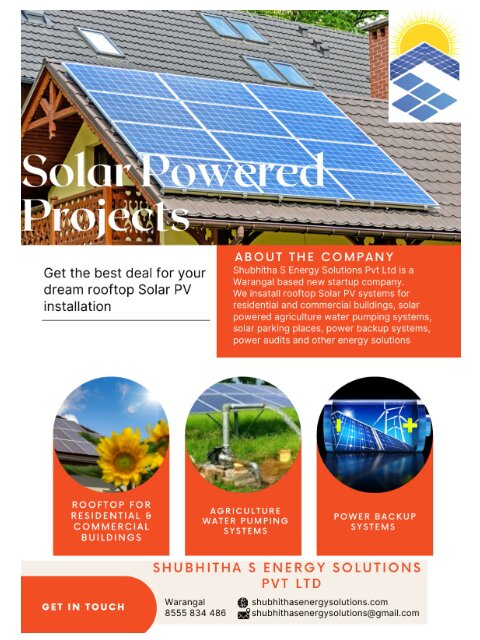 Solar Powered
Projects
Get the best deal for your
dream rooftop Solar PV
installation
ABOUT THE COMPANY
Shubhitha S Energy Solutions Pvt Ltd is a
Warangal based new startup company.
We insatall rooftop Solar PV systems for
residential and commercial buildings, solar
powered agriculture water pumping systems,
solar parking places, power backup systems,
power audits and other energy solutions
ROOFTOP FOR
RESIDENTIAL &
COMMERCIAL
BUILDINGS
AGRICULTURE
WATER PUMPING
SYSTEMS
POWER BACKUP
SYSTEMS
SHUBHITHA S ENERGY SOLUTIONS
PVT LTD
GET IN TOUCH
Warangal
8555 834 486
shubhithasenergysolutions.com
shubhithasenergysolutions@gmail.com